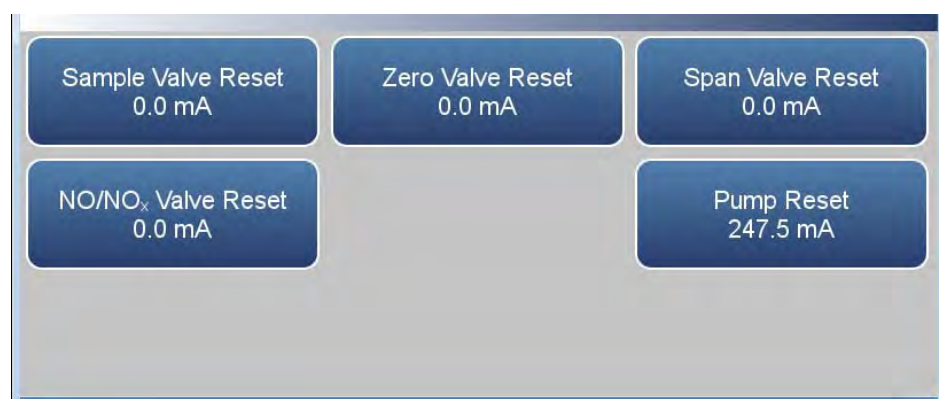 Sample Valve Reset
0.0 mA
Zero Valve Reset
0.0 mA
Span Valve Reset
0.0 mA
NO/NOₓ Valve Reset
0.0 mA
Pump Reset
247.5 mA